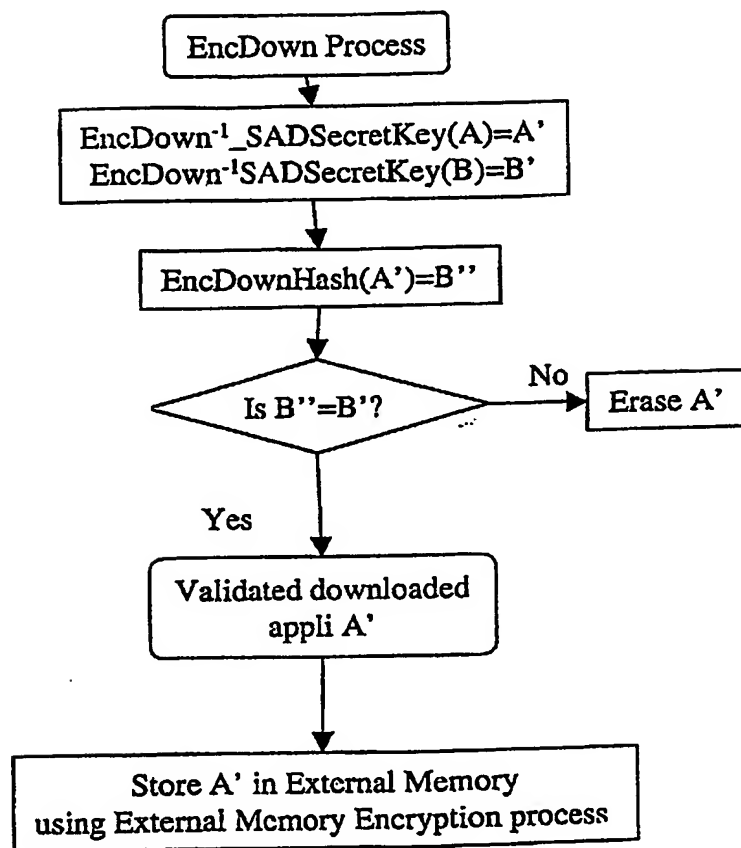 EncDown Process
EncDown⁻¹_SADSecretKey(A)=A’
EncDown⁻¹SADSecretKey(B)=B’
EncDownHash(A’)=B’’
Is B’’=B’?
No
Erase A’
Yes
Validated downloaded
appli A’
Store A’ in External Memory
using External Memory Encryption process